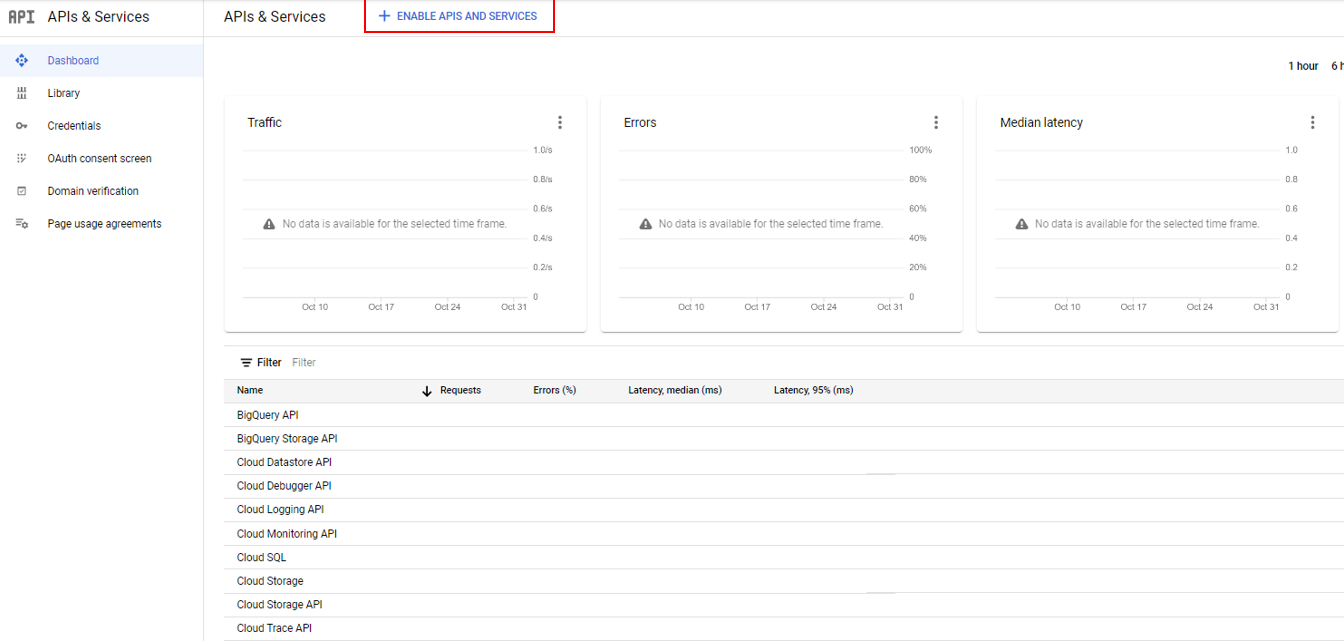 API APIs & Services
APIs & Services
ENABLE APIS AND SERVICES
Dashboard
Library
Credentials
OAuth consent screen
Domain verification
Page usage agreements
1 hour 6 h
Traffic
1.0/s
0.8/s
0.6/s
No data is available for the selected time frame.
0.4/s
0.2/s
0
Oct 10 Oct 17 Oct 24 Oct 31
Errors
100%
80%
60%
No data is available for the selected time frame.
40%
20%
0
Oct 10 Oct 17 Oct 24 Oct 31
Median latency
1.0
0.8
0.6
No data is available for the selected time frame.
0.4
0.2
0
Oct 10 Oct 17 Oct 24 Oct 31
Filter Filter
Name Requests Errors (%) Latency, median (ms) Latency, 95% (ms)
BigQuery API
BigQuery Storage API
Cloud Datastore API
Cloud Debugger API
Cloud Logging API
Cloud Monitoring API
Cloud SQL
Cloud Storage
Cloud Storage API
Cloud Trace API